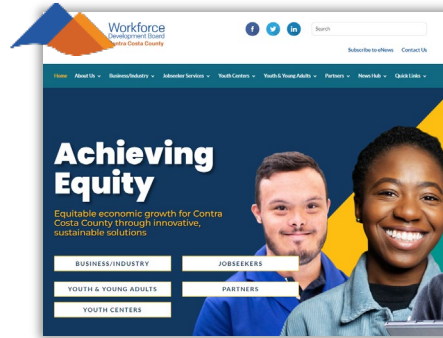 Workforce
Development Board
Contra Costa County
f
in
Search
Subscribe to eNews Contact Us
Home About Us Business/Industry Jobseeker Services Youth Centers Youth & Young Adults Partners News Hub Quick Links
Achieving
Equity
Equitable economic growth for Contra
Costa County through innovative,
sustainable solutions
BUSINESS/INDUSTRY JOBSEEKERS
YOUTH & YOUNG ADULTS PARTNERS
YOUTH CENTERS